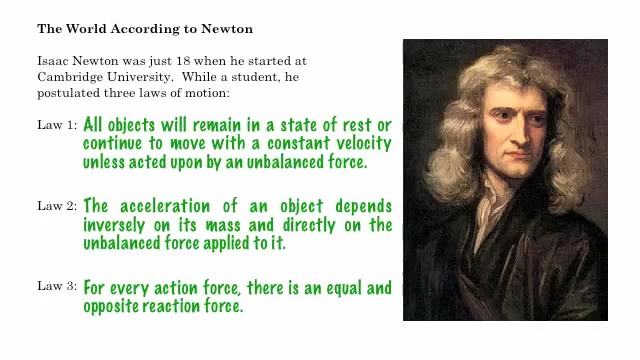 The World According to Newton
Isaac Newton was just 18 when he started at
Cambridge University.  While a student, he
postulated three laws of motion:
Law 1: All objects will remain in a state of rest or
continue to move with a constant velocity
unless acted upon by an unbalanced force.
Law 2: The acceleration of an object depends
inversely on its mass and directly on the
unbalanced force applied to it.
Law 3: For every action force, there is an equal and
opposite reaction force.